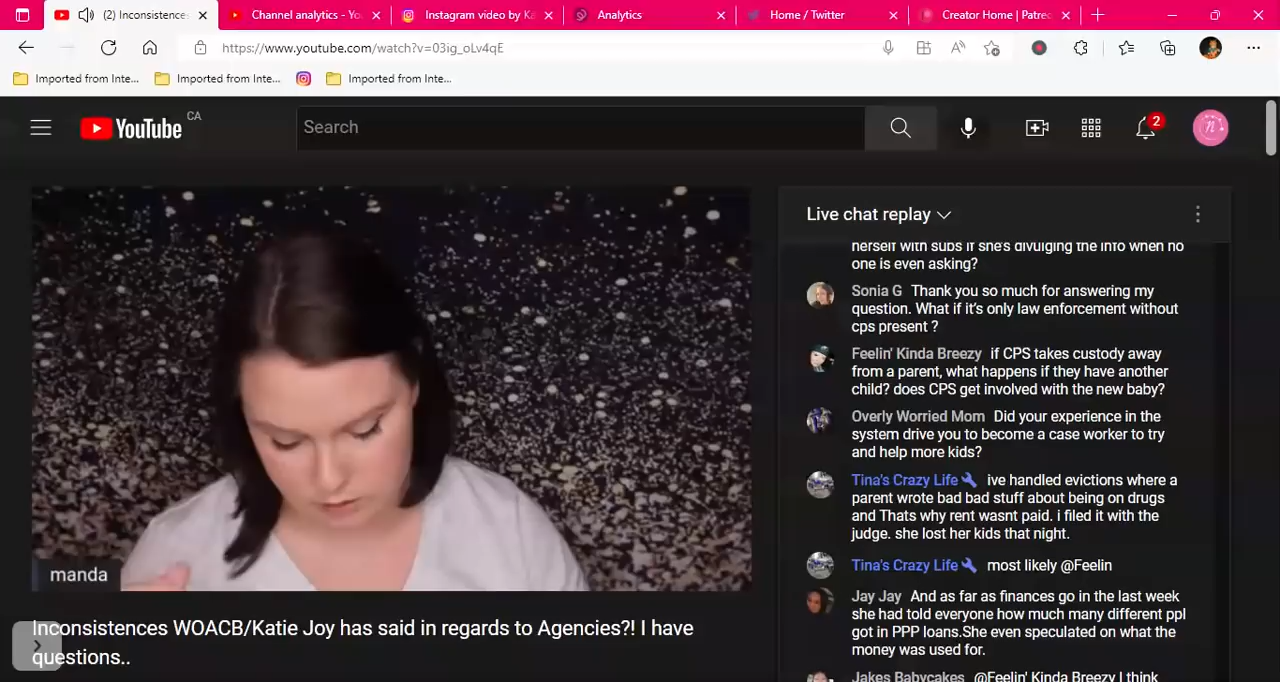 (2) Inconsistences
Channel analytics - Yo
Instagram video by Ka
Analytics
Home / Twitter
Creator Home | Patre
https://www.youtube.com/watch?v=03ig_oLv4qE
Imported from Inte...
Imported from Inte...
Imported from Inte...
YouTube CA
Search
2
Live chat replay
herself with subs if she's divulging the info when no
one is even asking?
Sonia G Thank you so much for answering my
question. What if it's only law enforcement without
cps present ?
Feelin' Kinda Breezy if CPS takes custody away
from a parent, what happens if they have another
child? does CPS get involved with the new baby?
Overly Worried Mom Did your experience in the
system drive you to become a case worker to try
and help more kids?
Tina's Crazy Life ive handled evictions where a
parent wrote bad bad stuff about being on drugs
and Thats why rent wasnt paid. i filed it with the
judge. she lost her kids that night.
Tina's Crazy Life most likely @Feelin
Jay Jay And as far as finances go in the last week
she had told everyone how much many different ppl
got in PPP loans.She even speculated on what the
money was used for.
Jakes Babycakes @Feelin' Kinda Breezy I think
manda
Inconsistences WOACB/Katie Joy has said in regards to Agencies?! I have
questions..